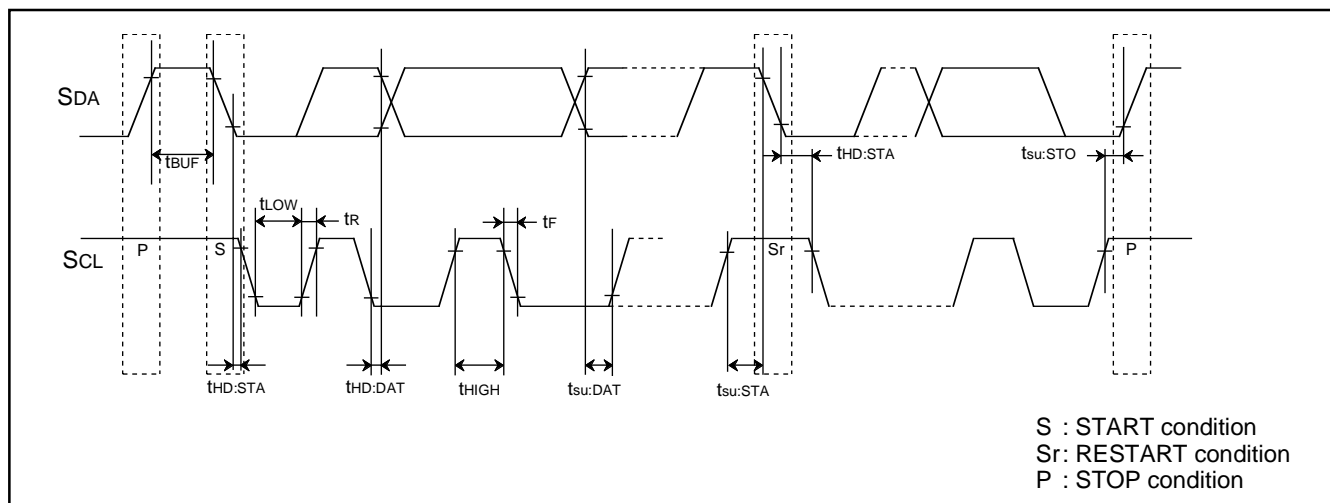 SDA
tBUF
tHD:STA
tsu:STO
tLOW
tR
tF
SCL
P
S
Sr
P
tHD:STA
tHD:DAT
tHIGH
tsu:DAT
tsu:STA
S : START condition
Sr: RESTART condition
P : STOP condition